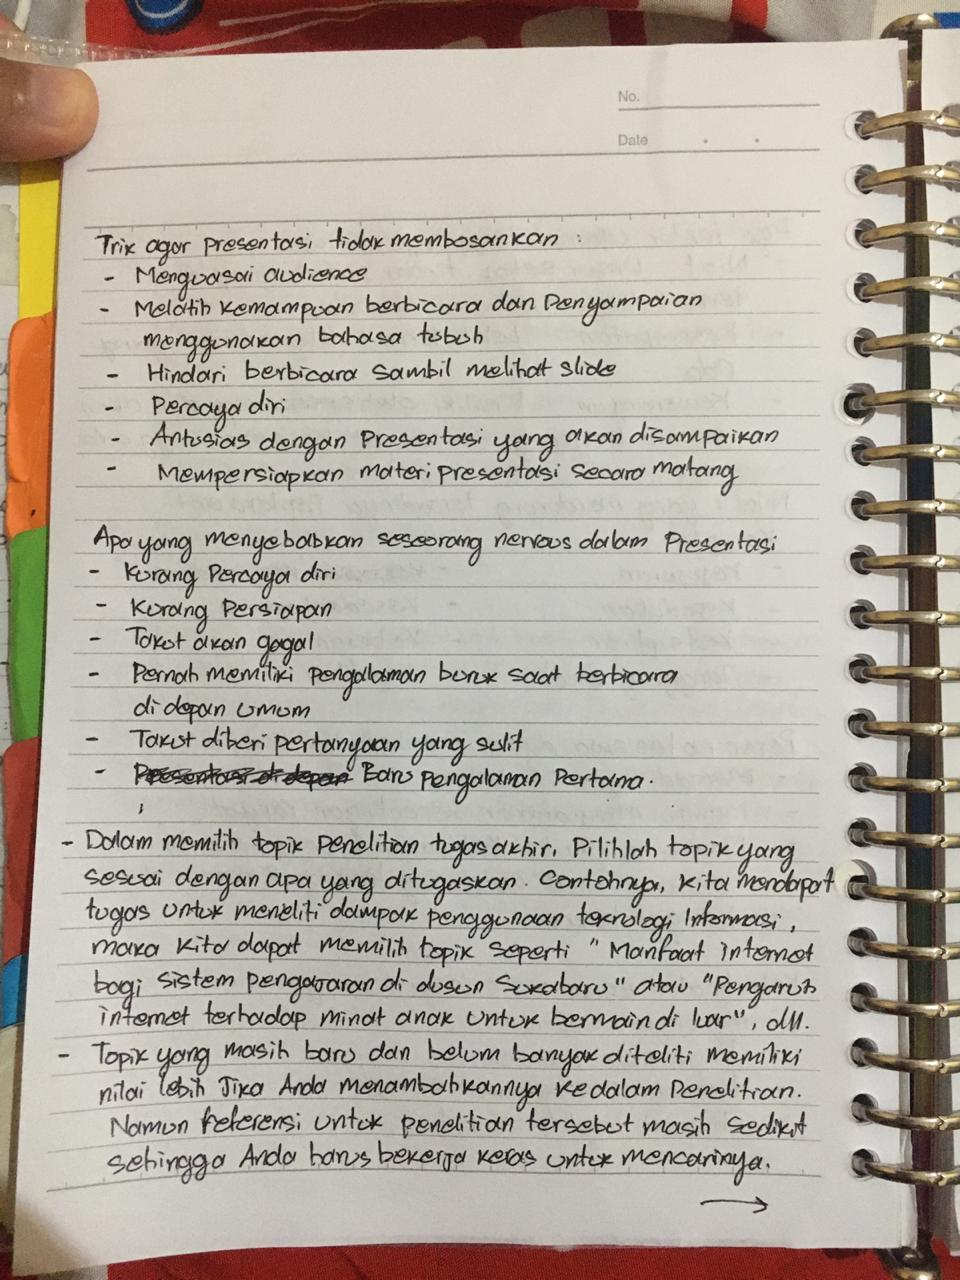 No.
Date
Trik agar presentasi tidak membosankan :
- Menguasai audience
- Melatih kemampuan berbicara dan penyampaian
menggunakan bahasa tubuh
- Hindari berbicara sambil melihat slide
- Percaya diri
- Antusias dengan presentasi yang akan disampaikan
- Mempersiapkan materi presentasi secara matang
Apa yang menyebabkan seseorang nervous dalam Presentasi
- Kurang Percaya diri
- Kurang Persiapan
- Takut akan gagal
- Pernah memiliki pengalaman buruk saat berbicara
di depan umum
- Takut diberi pertanyaan yang sulit
- Presentasi di depan Baru pengalaman Pertama.
- Dalam memilih topik penelitian tugas akhir, Pilihlah topik yang
sesuai dengan apa yang ditugaskan. Contohnya, kita mendapat
tugas untuk meneliti dampak penggunaan teknologi Informasi,
maka kita dapat memilih topik seperti "Manfaat internet
bagi sistem pengajaran di dusun Sukabaru" atau "Pengaruh
internet terhadap minat anak untuk bermain di luar", dll.
- Topik yang masih baru dan belum banyak diteliti memiliki
nilai lebih Jika Anda menambahkannya kedalam Penelitian.
Namun Referensi untuk penelitian tersebut masih sedikit
sehingga Anda harus bekerja keras untuk mencarinya.
→